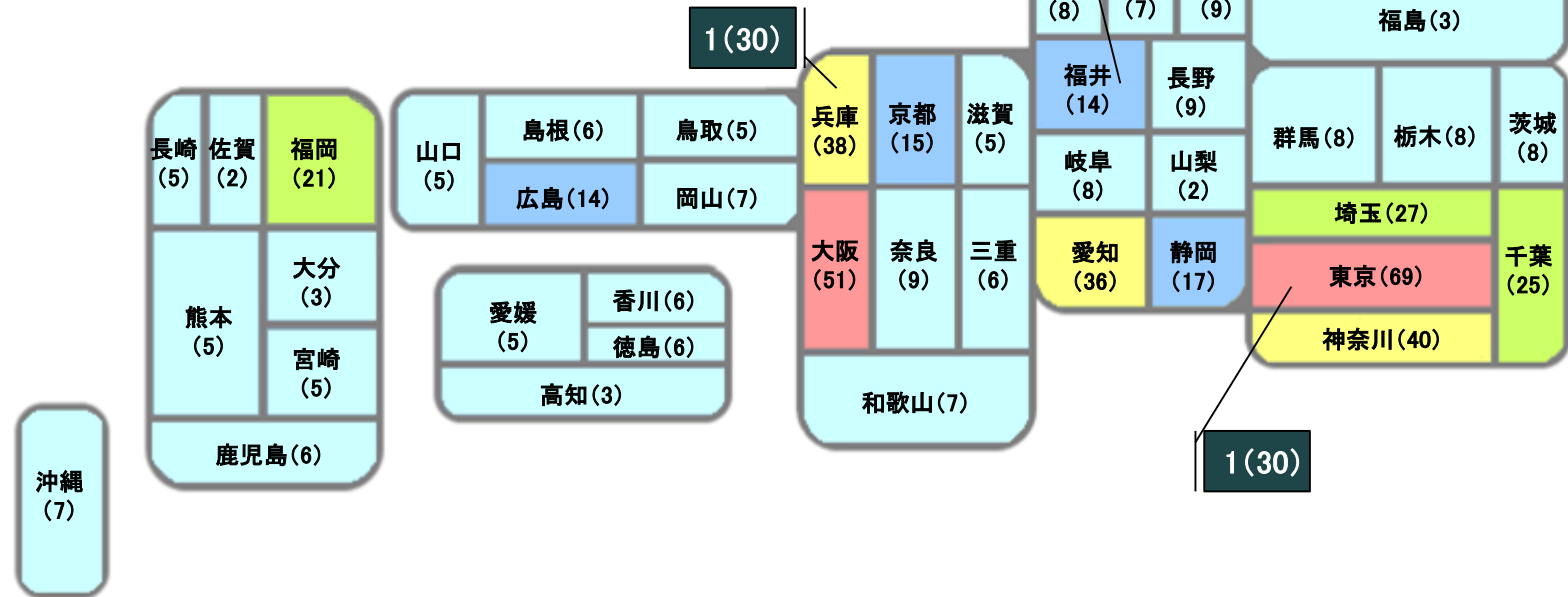 (8)
(7)
(9)
福島(3)
1(30)
福井
(14)
長野
(9)
兵庫
(38)
京都
(15)
滋賀
(5)
群馬(8)
栃木(8)
茨城
(8)
長崎
(5)
佐賀
(2)
福岡
(21)
山口
(5)
島根(6)
鳥取(5)
広島(14)
岡山(7)
岐阜
(8)
山梨
(2)
埼玉(27)
大阪
(51)
奈良
(9)
三重
(6)
愛知
(36)
静岡
(17)
東京(69)
千葉
(25)
神奈川(40)
熊本
(5)
大分
(3)
宮崎
(5)
愛媛
(5)
香川(6)
徳島(6)
高知(3)
和歌山(7)
鹿児島(6)
1(30)
沖縄
(7)